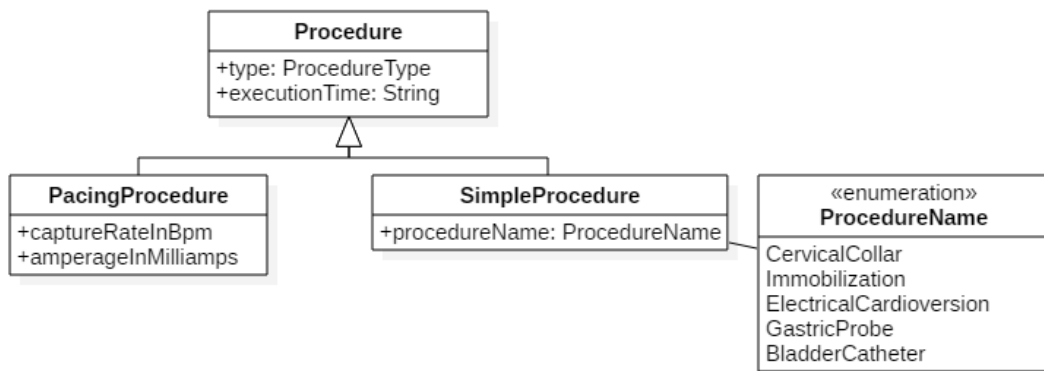 Procedure
+type: ProcedureType
+executionTime: String
PacingProcedure
+captureRateInBpm
+amperageInMilliamps
SimpleProcedure
+procedureName: ProcedureName
«enumeration»
ProcedureName
CervicalCollar
Immobilization
ElectricalCardioversion
GastricProbe
BladderCatheter